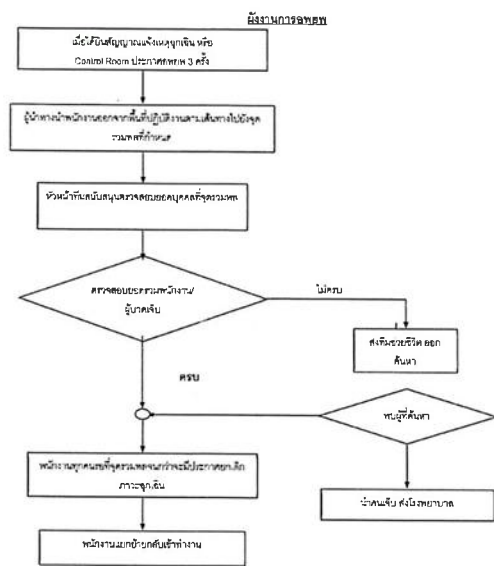 ผังงานการอพยพ
เมื่อได้ยินสัญญาณแจ้งเหตุฉุกเฉิน หรือ
Control Room ประกาศอพยพ 3 ครั้ง
ผู้นำทางนำพนักงานออกจากพื้นที่ปฏิบัติงานตามเส้นทางไปยังจุด
รวมพลที่กำหนด
หัวหน้าทีมสนับสนุนตรวจสอบยอดบุคคลที่จุดรวมพล
ตรวจสอบยอดรวมพนักงาน/
ผู้บาดเจ็บ
ไม่ครบ
ส่งทีมช่วยชีวิต ออก
ค้นหา
ครบ
พบผู้ที่ค้นหา
พนักงานทุกคนรอที่จุดรวมพลจนกว่าจะมีประกาศยกเลิก
ภาวะฉุกเฉิน
นำคนเจ็บ ส่งโรงพยาบาล
พนักงานแยกย้ายกลับเข้าทำงาน